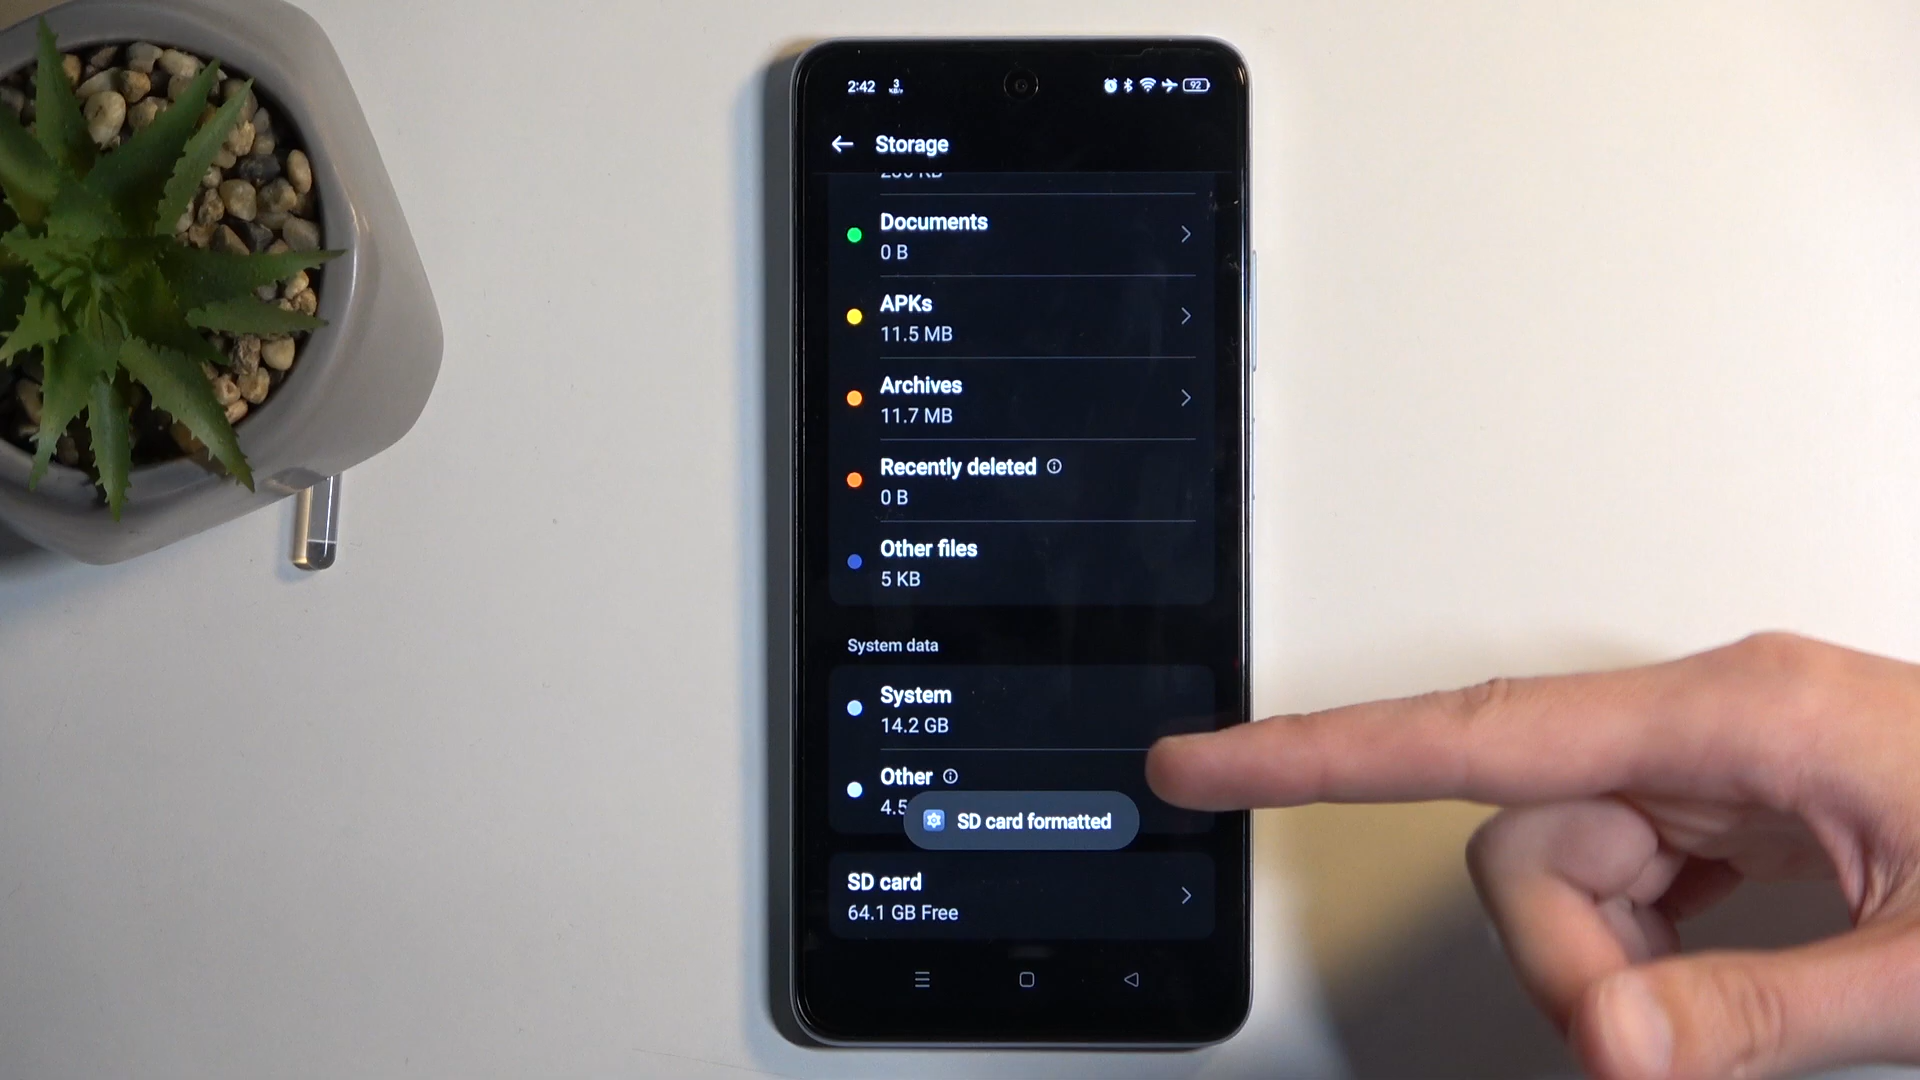 2:42 3
92
Storage
Documents
0 B
APKs
11.5 MB
Archives
11.7 MB
Recently deleted
0 B
Other files
5 KB
System data
System
14.2 GB
Other
4.5
SD card formatted
SD card
64.1 GB Free